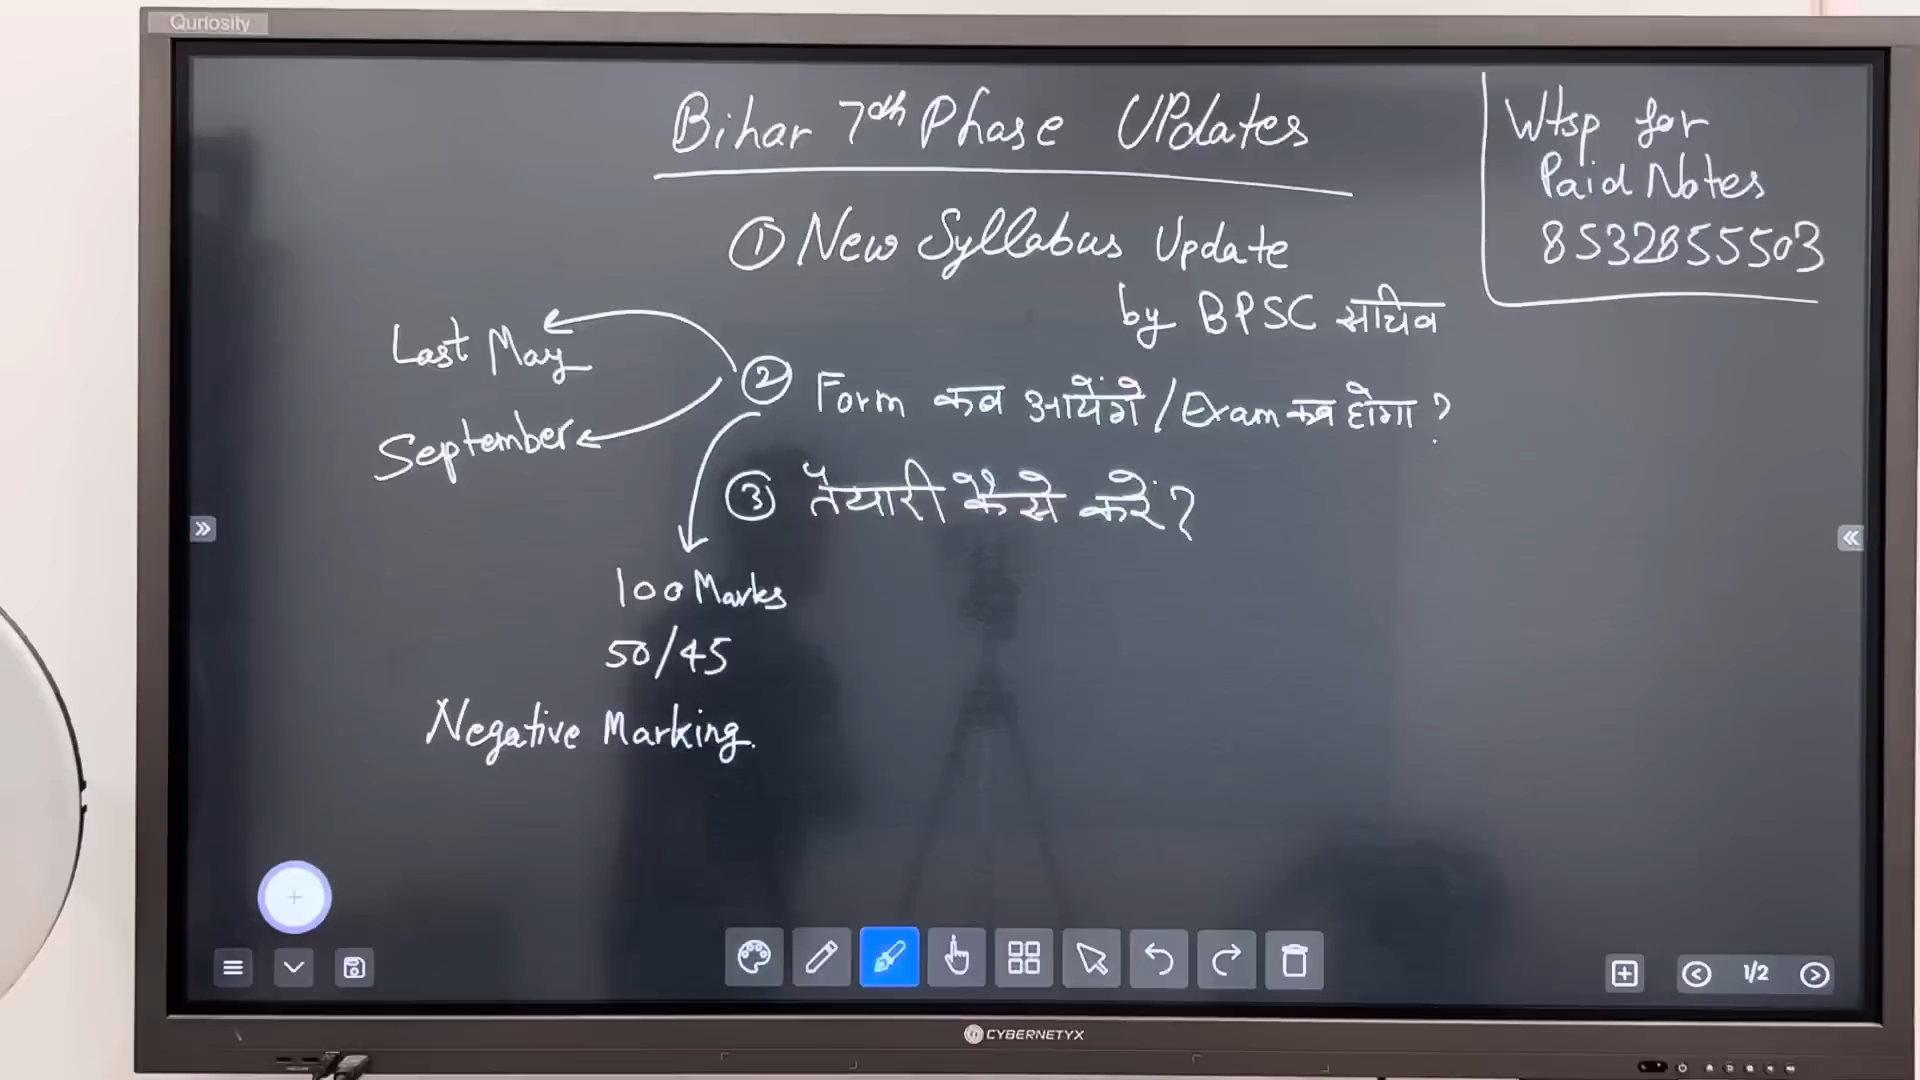 Quriosity
Bihar 7th Phase Updates
Wtsp for
Paid Notes
8532855503
① New Syllabus Update
by BPSC सचिव
Last May
September
② Form कब आयेंगे / Exam कब होगा ?
③ तैयारी कैसे करें ?
100 Marks
50/45
Negative Marking.
1/2
CYBERNETYX